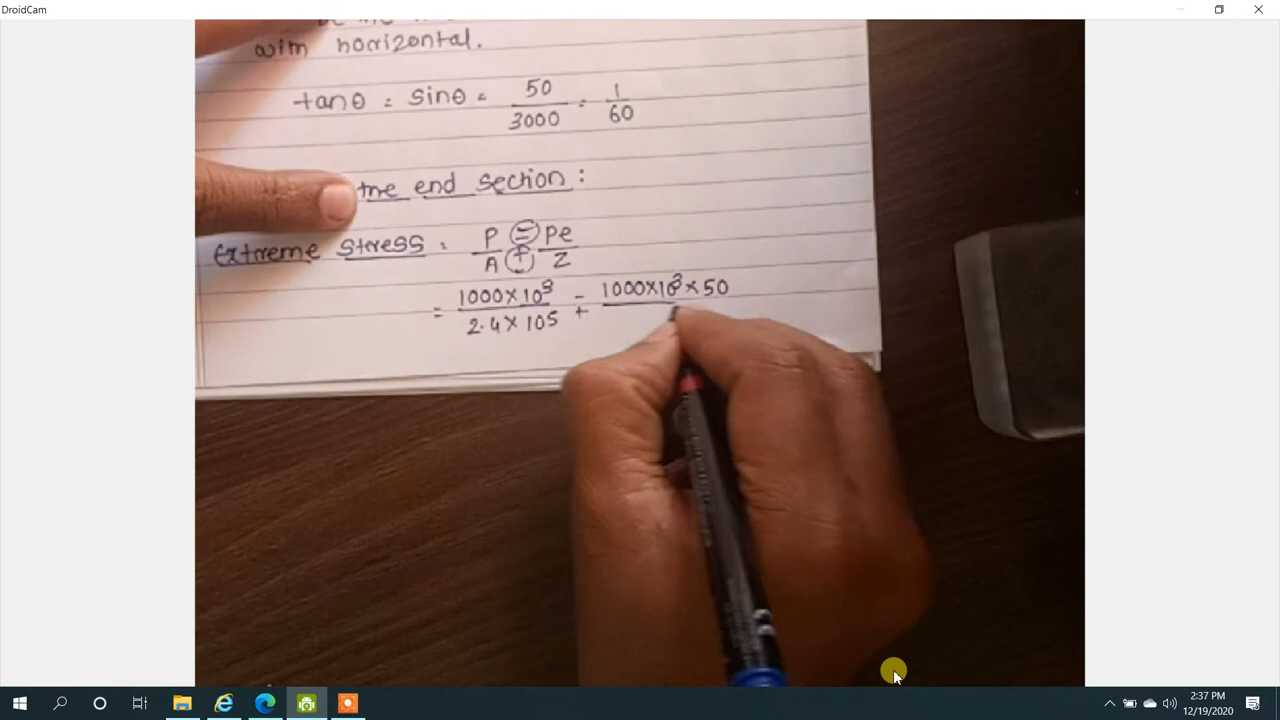 DroidCam
with horizontal.
tanθ = sinθ = 50/3000 = 1/60
the end section:
Extreme stress = P/A ∓ Pe/Z
= 1000×10³/2.4×10⁵ ∓ 1000×10³×50
2:37 PM
12/19/2020